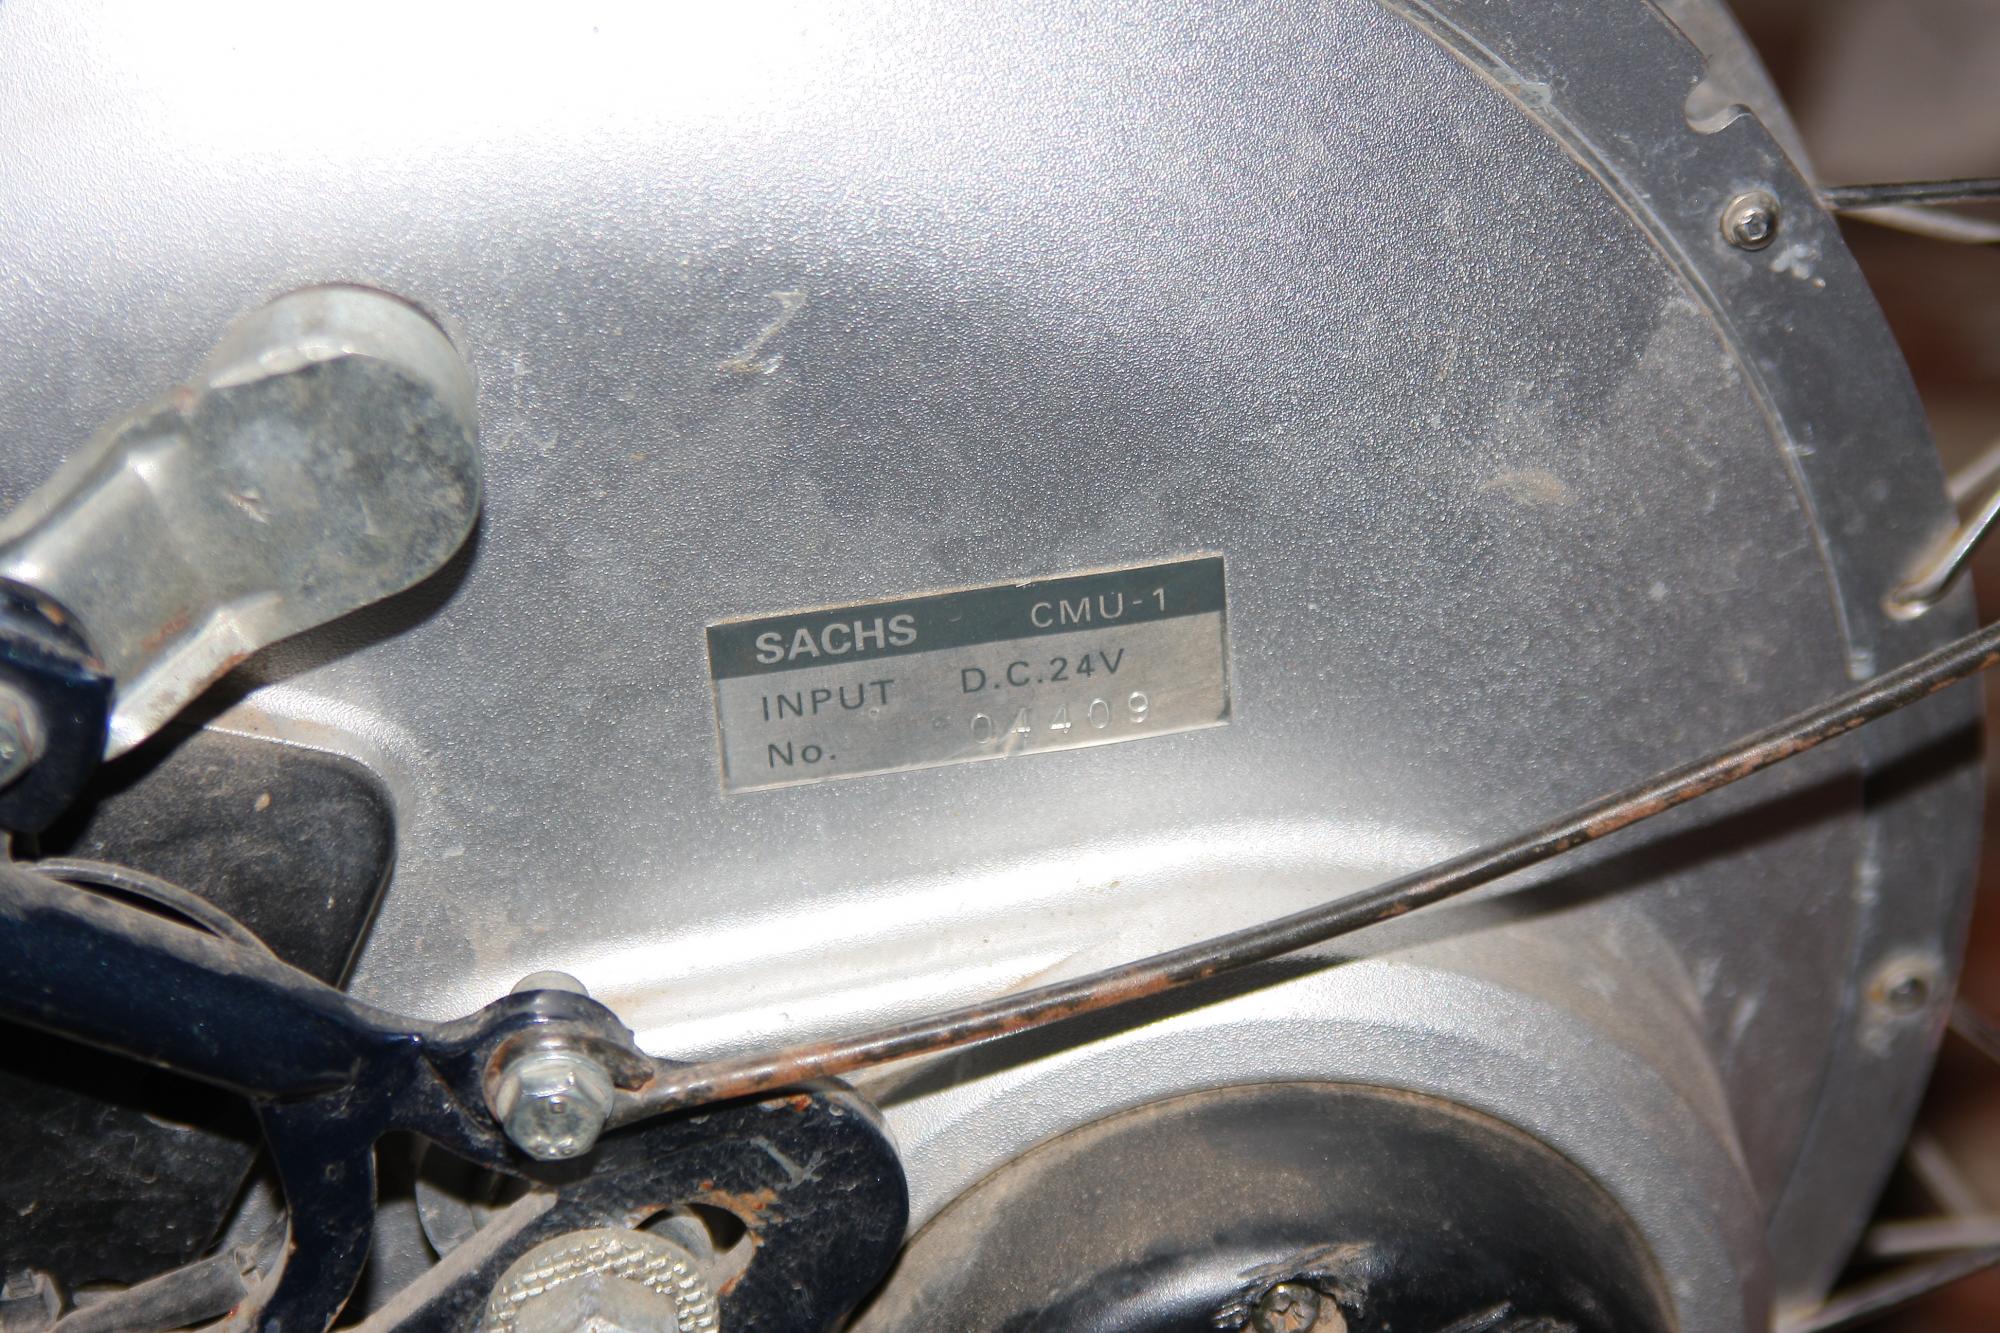 SACHS CMU-1
INPUT D.C.24V
No. 04409